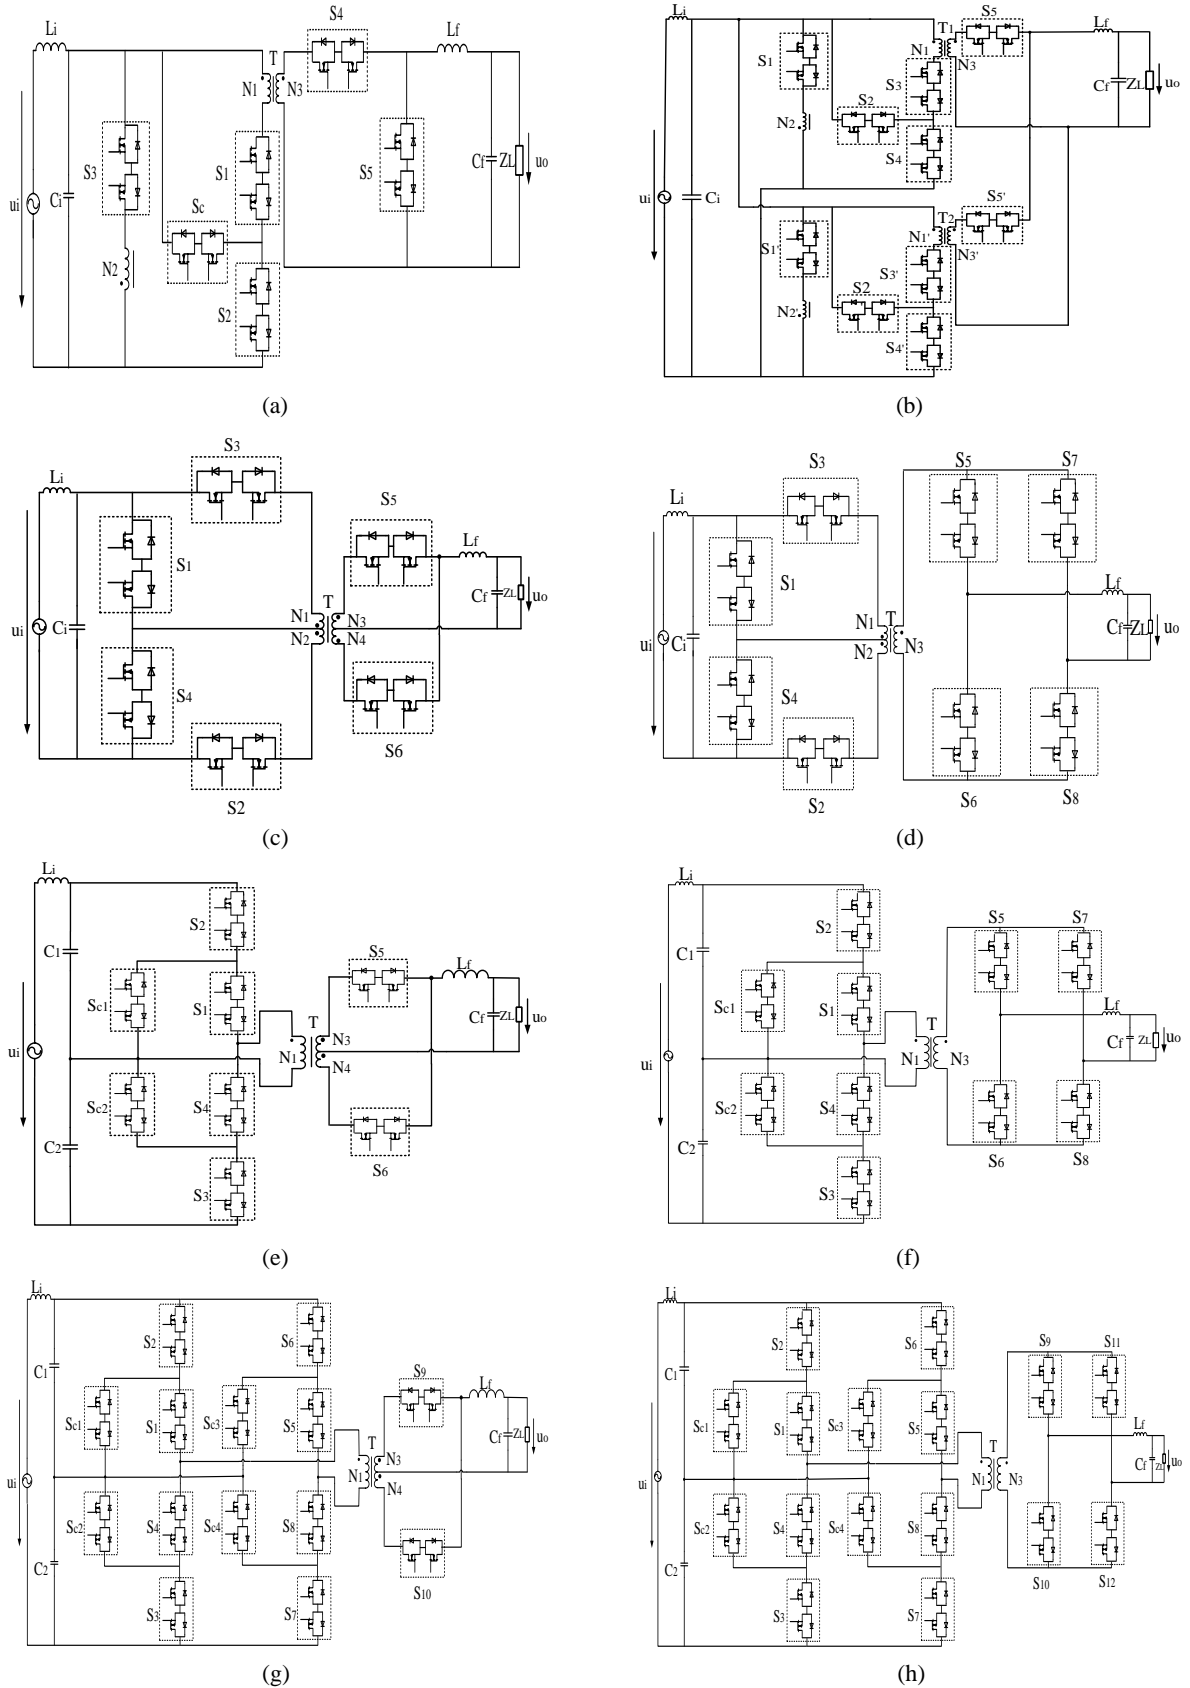 Li S4 Lf
T
N1 N3
S3 S1 S5 Cf ZL uo
ui Ci Sc
N2 S2
(a)
Li T1 S5 Lf
S1 N1 N3
S3 Cf ZL uo
N2 S2
S4
ui Ci
T2 S5'
S1' N1' N3'
S3'
N2' S2
S4'
(b)
S3
Li S5
S1 Lf
T Cf ZL uo
ui Ci N1 N3
N2 N4
S4
S6
S2
(c)
S3 S5 S7
Li
S1
Lf
N1 T
ui Ci N2 N3 Cf ZL uo
S4
S2 S6 S8
(d)
Li
S2
C1 S5 Lf
Sc1 S1
T N3 Cf ZL uo
ui N1
N4
Sc2 S4
C2 S6
S3
(e)
Li
S2 S5 S7
C1
Sc1 S1
T Lf
ui N1 N3 Cf ZL uo
Sc2 S4
C2 S6 S8
S3
(f)
Li
S2 S6
C1 S9 Lf
Sc1 S1 Sc3 S5
T N3 Cf ZL uo
ui N1
N4
Sc2 S4 Sc4 S8
C2
S10
S3 S7
(g)
Li
S2 S6 S9 S11
C1
Sc1 S1 Sc3 S5
T Lf
ui N1 N3 Cf ZL uo
Sc2 S4 Sc4 S8
C2 S10 S12
S3 S7
(h)